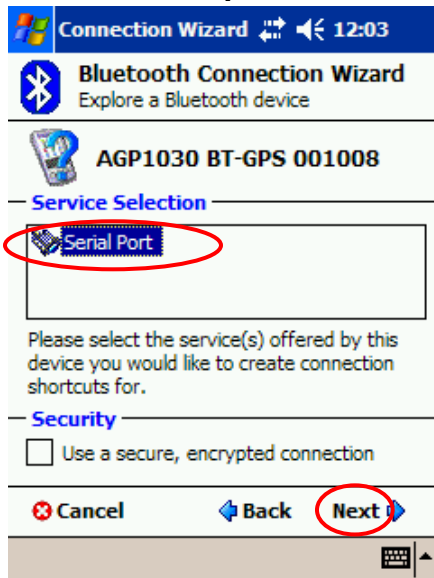 Connection Wizard 12:03
Bluetooth Connection Wizard
Explore a Bluetooth device
AGP1030 BT-GPS 001008
Service Selection
Serial Port
Please select the service(s) offered by this
device you would like to create connection
shortcuts for.
Security
Use a secure, encrypted connection
Cancel Back Next